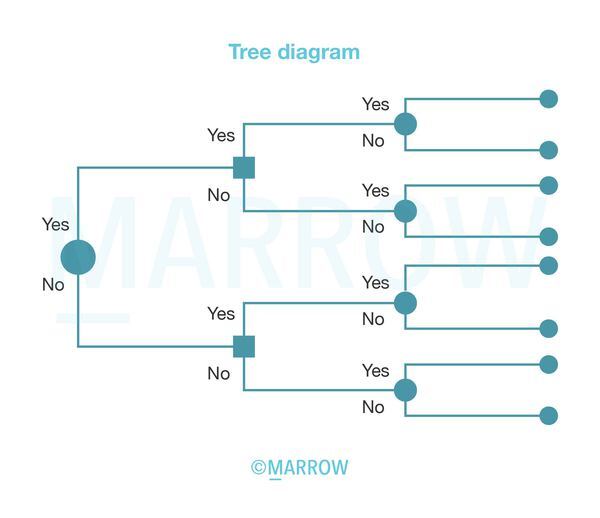 Tree diagram
Yes
No
Yes
No
Yes
No
Yes
No
Yes
No
Yes
No
Yes
No
MARROW
©MARROW